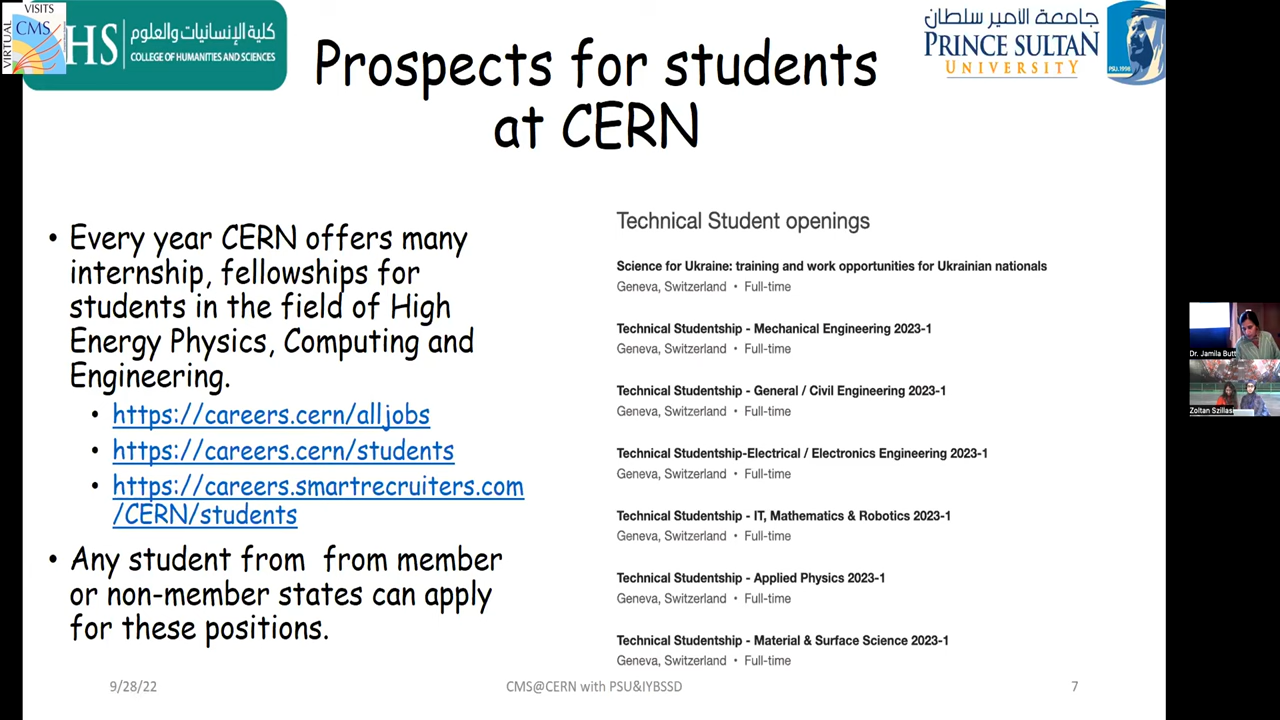 VISITS
VIRTUAL
CMS
HS
كلية الإنسانيات والعلوم
COLLEGE OF HUMANITIES AND SCIENCES
جامعة الأمير سلطان
PRINCE SULTAN
UNIVERSITY
PSU.1998
Prospects for students
at CERN
• Every year CERN offers many
internship, fellowships for
students in the field of High
Energy Physics, Computing and
Engineering.
• https://careers.cern/alljobs
• https://careers.cern/students
• https://careers.smartrecruiters.com
/CERN/students
• Any student from from member
or non-member states can apply
for these positions.
Technical Student openings
Science for Ukraine: training and work opportunities for Ukrainian nationals
Geneva, Switzerland • Full-time
Technical Studentship - Mechanical Engineering 2023-1
Geneva, Switzerland • Full-time
Technical Studentship - General / Civil Engineering 2023-1
Geneva, Switzerland • Full-time
Technical Studentship-Electrical / Electronics Engineering 2023-1
Geneva, Switzerland • Full-time
Technical Studentship - IT, Mathematics & Robotics 2023-1
Geneva, Switzerland • Full-time
Technical Studentship - Applied Physics 2023-1
Geneva, Switzerland • Full-time
Technical Studentship - Material & Surface Science 2023-1
Geneva, Switzerland • Full-time
9/28/22
CMS@CERN with PSU&IYBSSD
7
Dr. Jamila Butt
Zoltan Szillasi